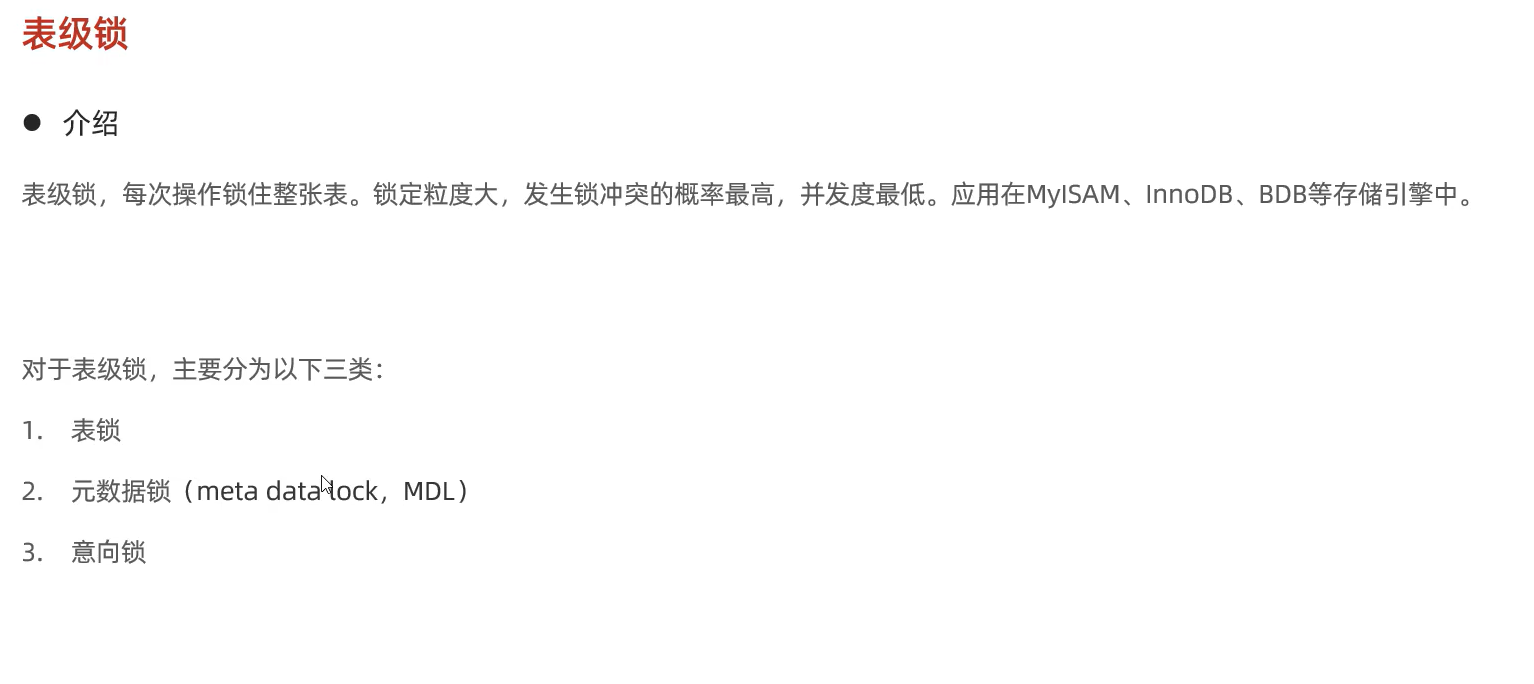 表级锁
● 介绍
表级锁，每次操作锁住整张表。锁定粒度大，发生锁冲突的概率最高，并发度最低。应用在MyISAM、InnoDB、BDB等存储引擎中。
对于表级锁，主要分为以下三类：
1. 表锁
2. 元数据锁（meta data lock，MDL）
3. 意向锁